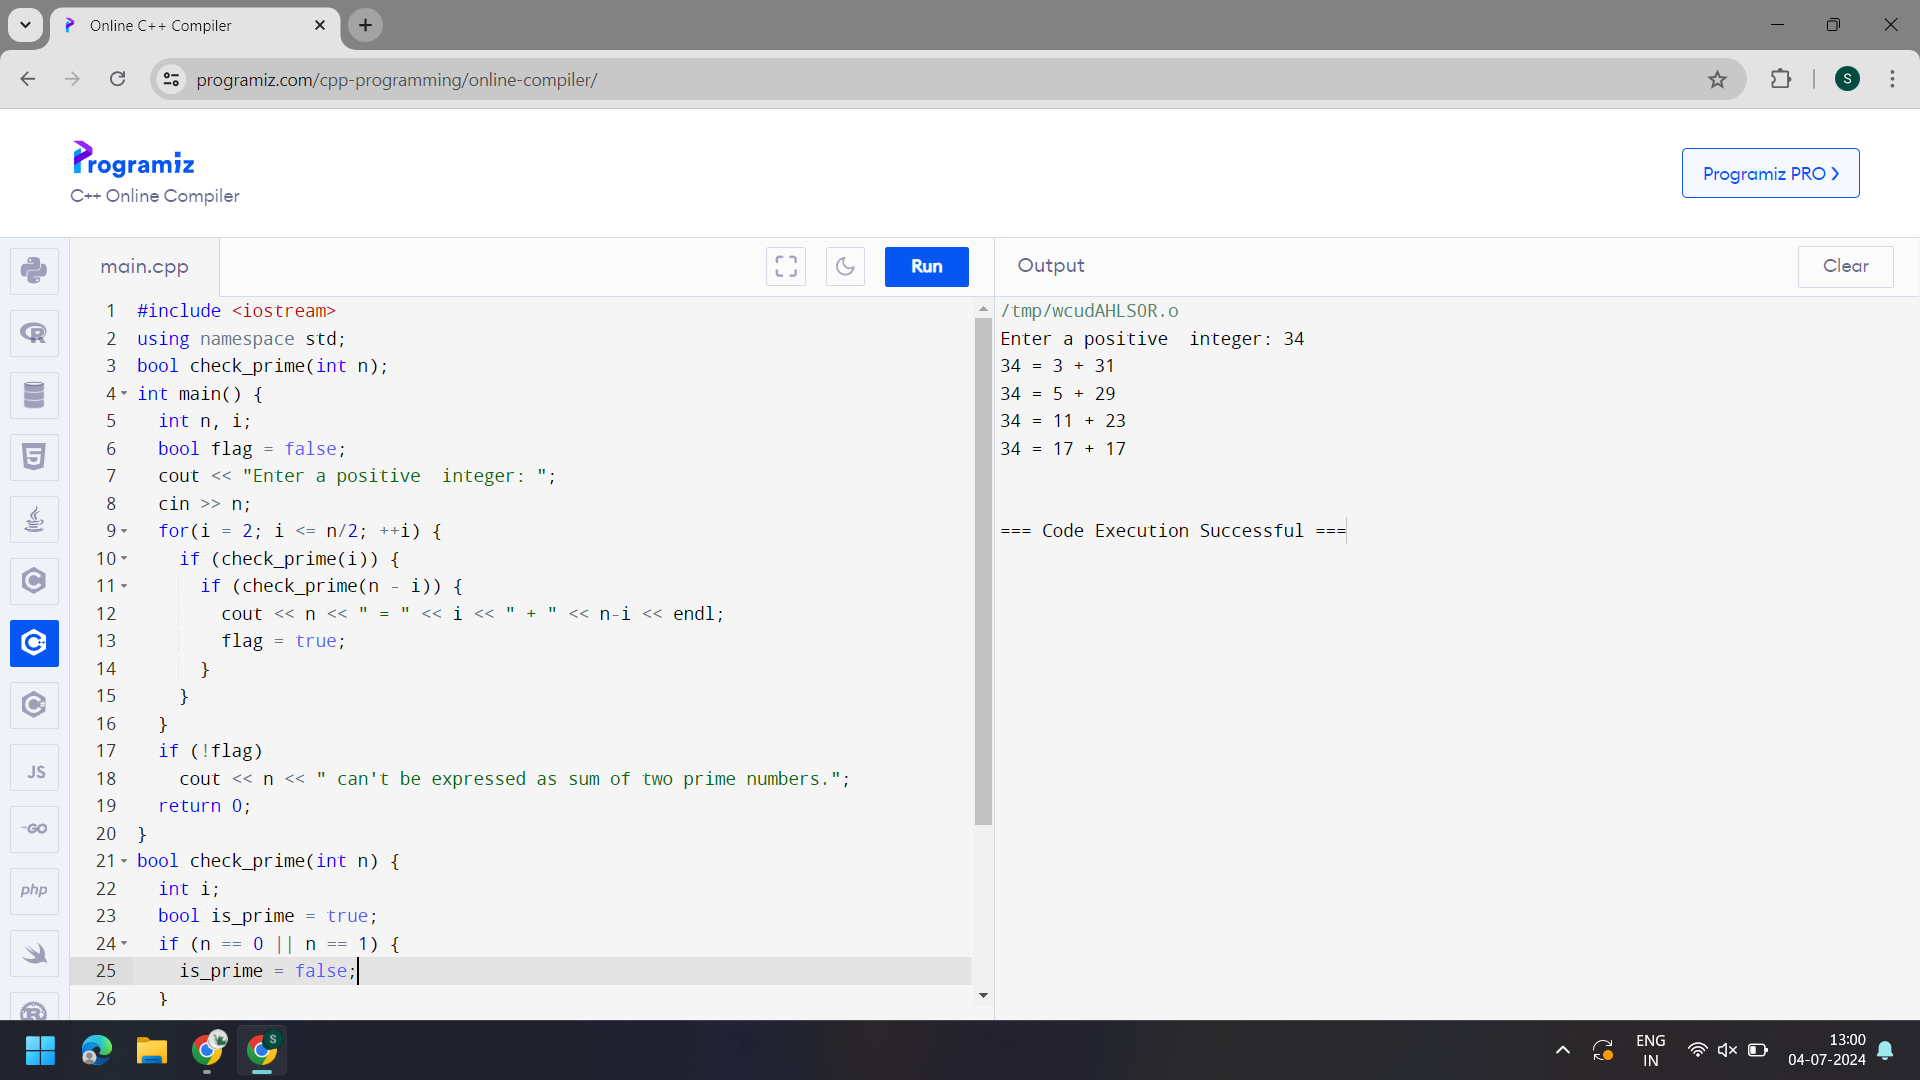 Online C++ Compiler
programiz.com/cpp-programming/online-compiler/
S
Programiz
C++ Online Compiler
Programiz PRO
main.cpp
Run
1 #include <iostream>
2 using namespace std;
3 bool check_prime(int n);
4 int main() {
5   int n, i;
6   bool flag = false;
7   cout << "Enter a positive  integer: ";
8   cin >> n;
9   for(i = 2; i <= n/2; ++i) {
10     if (check_prime(i)) {
11       if (check_prime(n - i)) {
12         cout << n << " = " << i << " + " << n-i << endl;
13         flag = true;
14       }
15     }
16   }
17   if (!flag)
18     cout << n << " can't be expressed as sum of two prime numbers.";
19   return 0;
20 }
21 bool check_prime(int n) {
22   int i;
23   bool is_prime = true;
24   if (n == 0 || n == 1) {
25     is_prime = false;
26   }
Output
Clear
/tmp/wcudAHLSOR.o
Enter a positive  integer: 34
34 = 3 + 31
34 = 5 + 29
34 = 11 + 23
34 = 17 + 17
=== Code Execution Successful ===
JS
GO
php
S
ENG
IN
13:00
04-07-2024